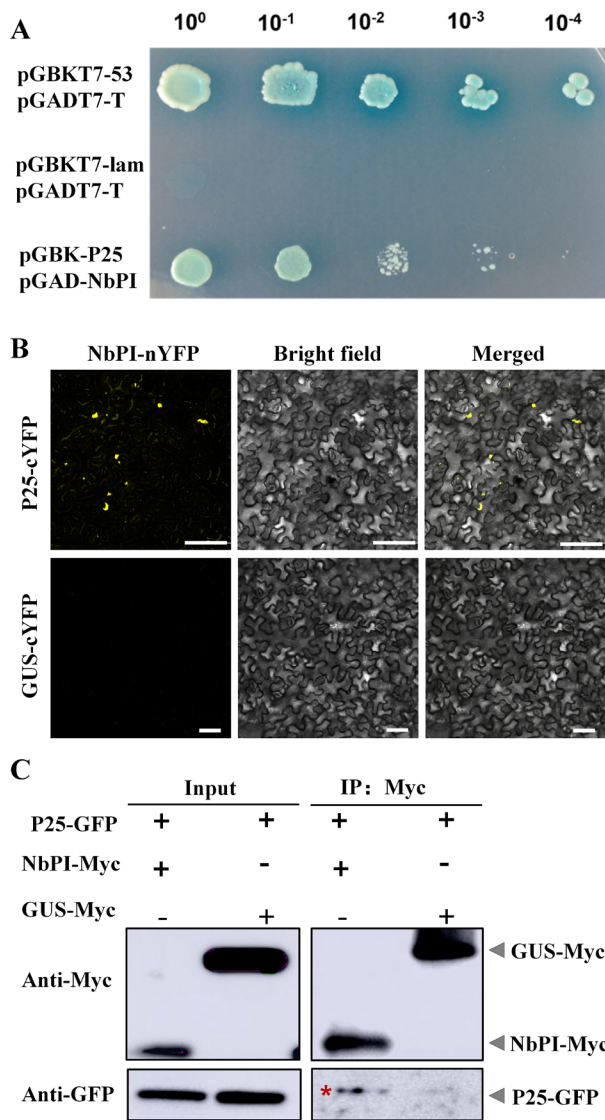 A
10⁰ 10⁻¹ 10⁻² 10⁻³ 10⁻⁴
pGBKT7-53
pGADT7-T
pGBKT7-lam
pGADT7-T
pGBK-P25
pGAD-NbPI
B
NbPI-nYFP Bright field Merged
P25-cYFP
GUS-cYFP
C
Input IP： Myc
P25-GFP + + + +
NbPI-Myc + - + -
GUS-Myc - + - +
Anti-Myc
GUS-Myc
NbPI-Myc
Anti-GFP * P25-GFP